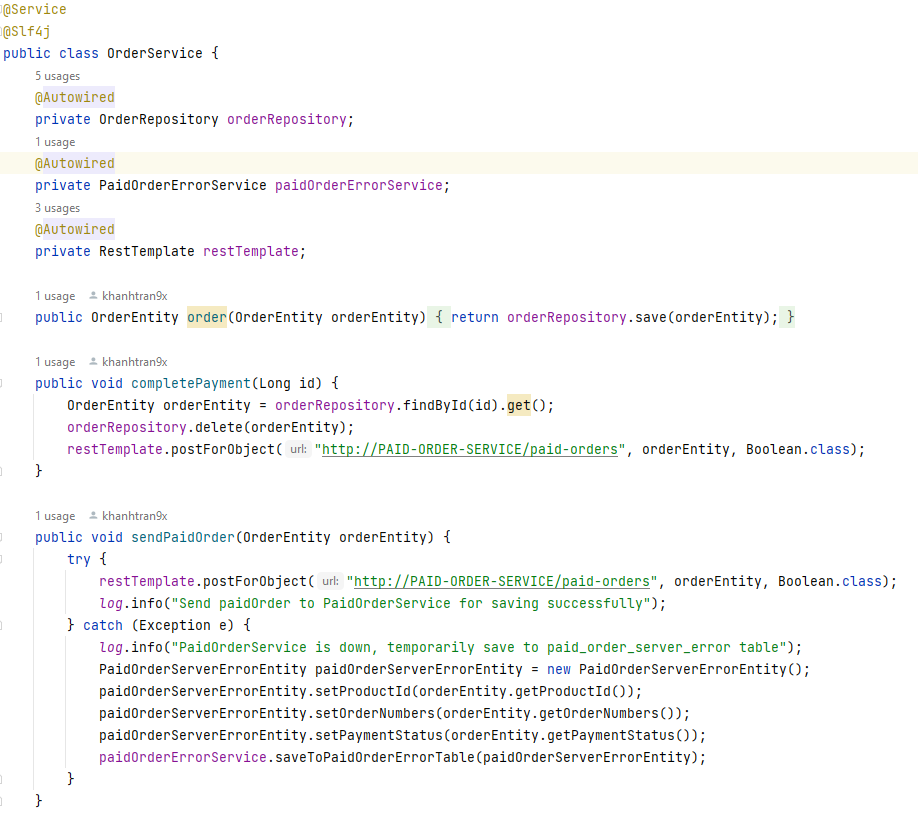 @Service
@Slf4j
public class OrderService {
5 usages
@Autowired
private OrderRepository orderRepository;
1 usage
@Autowired
private PaidOrderErrorService paidOrderErrorService;
3 usages
@Autowired
private RestTemplate restTemplate;
1 usage khanhtran9x
public OrderEntity order(OrderEntity orderEntity) { return orderRepository.save(orderEntity); }
1 usage khanhtran9x
public void completePayment(Long id) {
OrderEntity orderEntity = orderRepository.findById(id).get();
orderRepository.delete(orderEntity);
restTemplate.postForObject( url: "http://PAID-ORDER-SERVICE/paid-orders", orderEntity, Boolean.class);
}
1 usage khanhtran9x
public void sendPaidOrder(OrderEntity orderEntity) {
try {
restTemplate.postForObject( url: "http://PAID-ORDER-SERVICE/paid-orders", orderEntity, Boolean.class);
log.info("Send paidOrder to PaidOrderService for saving successfully");
} catch (Exception e) {
log.info("PaidOrderService is down, temporarily save to paid_order_server_error table");
PaidOrderServerErrorEntity paidOrderServerErrorEntity = new PaidOrderServerErrorEntity();
paidOrderServerErrorEntity.setProductId(orderEntity.getProductId());
paidOrderServerErrorEntity.setOrderNumbers(orderEntity.getOrderNumbers());
paidOrderServerErrorEntity.setPaymentStatus(orderEntity.getPaymentStatus());
paidOrderErrorService.saveToPaidOrderErrorTable(paidOrderServerErrorEntity);
}
}